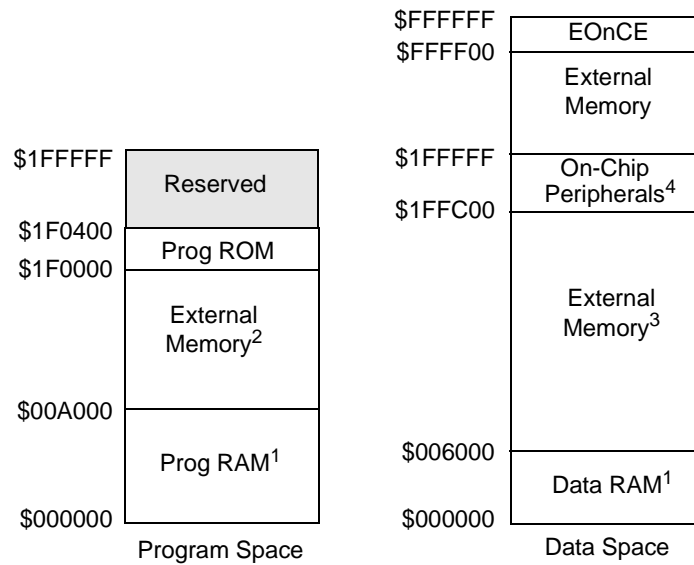 $1FFFFF
Reserved
$1F0400
Prog ROM
$1F0000
External
Memory2
$00A000
Prog RAM1
$000000
Program Space
$FFFFFF
EOnCE
$FFFF00
External
Memory
$1FFFFF
On-Chip
Peripherals4
$1FFC00
External
Memory3
$006000
Data RAM1
$000000
Data Space